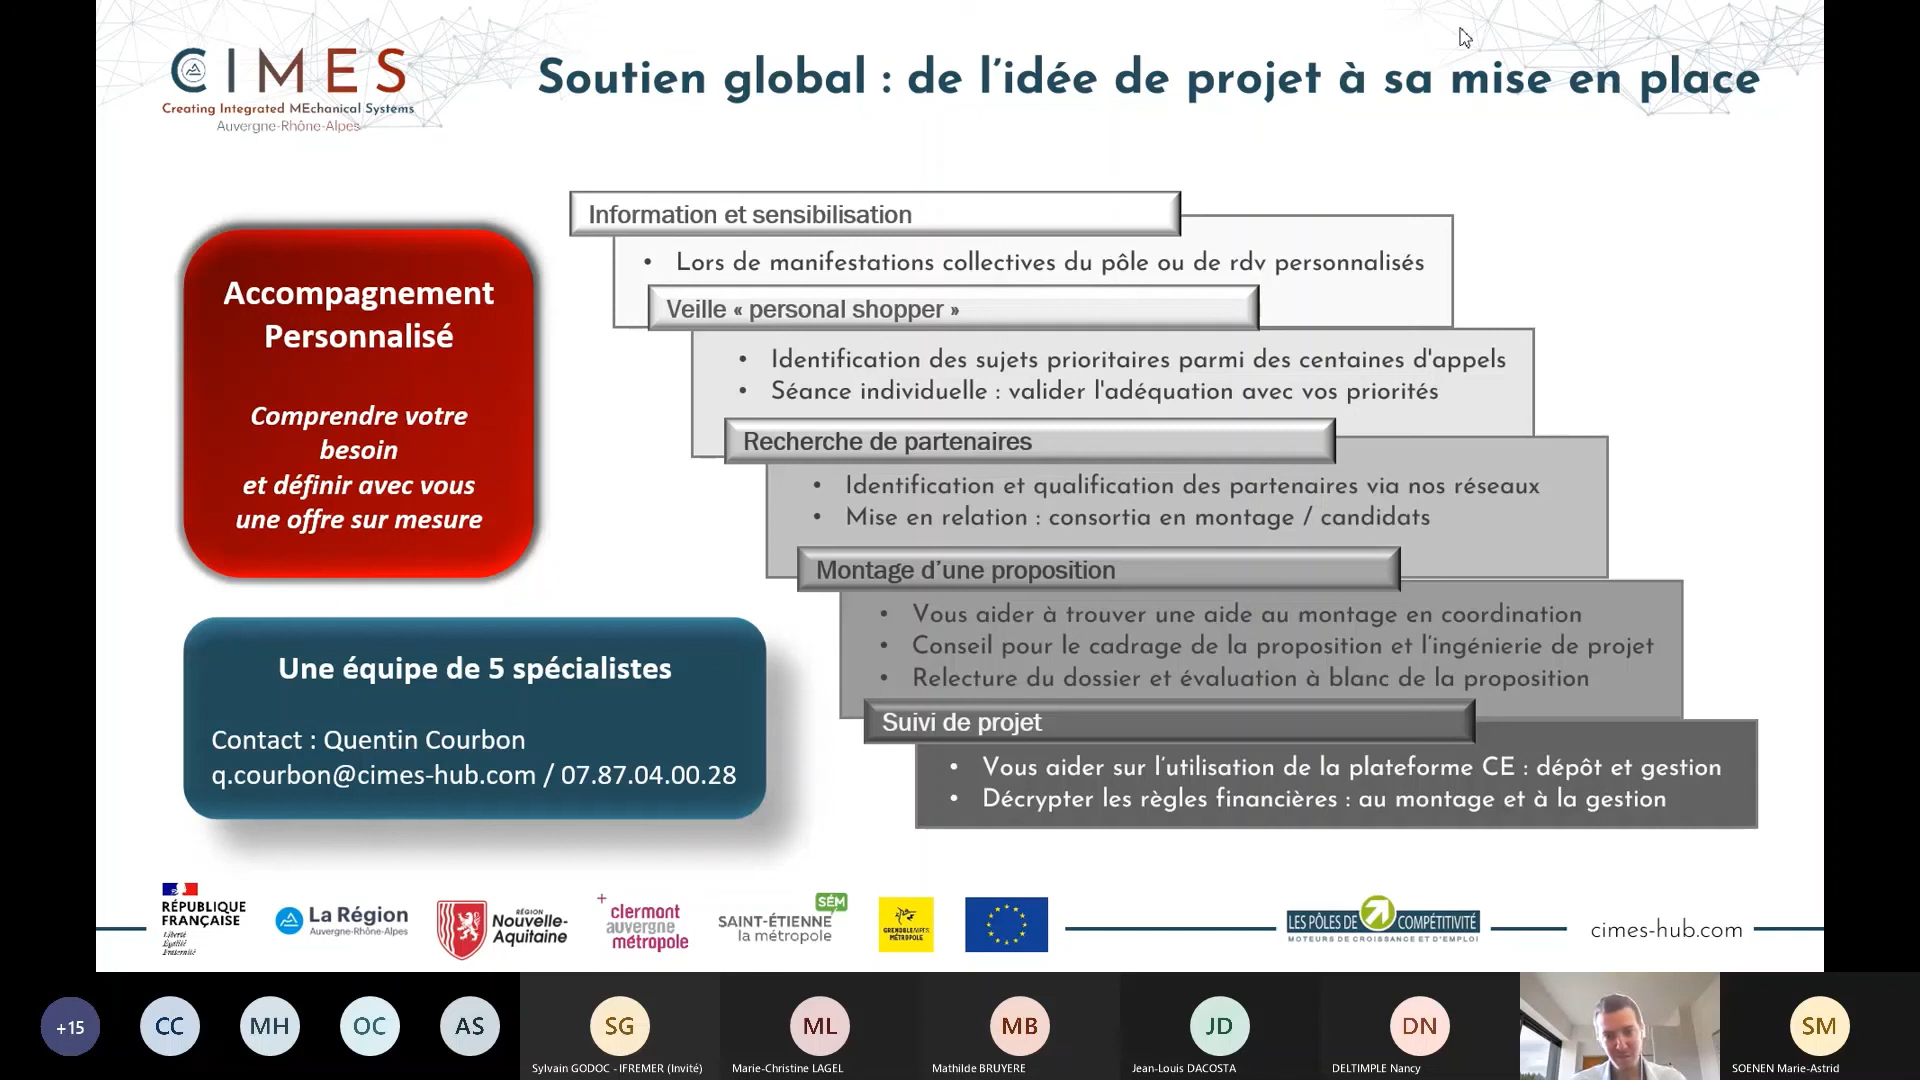 CIMES
Creating Integrated MEchanical Systems
Auvergne-Rhône-Alpes
Soutien global : de l’idée de projet à sa mise en place
Accompagnement
Personnalisé
Comprendre votre
besoin
et définir avec vous
une offre sur mesure
Une équipe de 5 spécialistes
Contact : Quentin Courbon
q.courbon@cimes-hub.com / 07.87.04.00.28
Information et sensibilisation
• Lors de manifestations collectives du pôle ou de rdv personnalisés
Veille « personal shopper »
• Identification des sujets prioritaires parmi des centaines d'appels
• Séance individuelle : valider l'adéquation avec vos priorités
Recherche de partenaires
• Identification et qualification des partenaires via nos réseaux
• Mise en relation : consortia en montage / candidats
Montage d’une proposition
• Vous aider à trouver une aide au montage en coordination
• Conseil pour le cadrage de la proposition et l’ingénierie de projet
• Relecture du dossier et évaluation à blanc de la proposition
Suivi de projet
• Vous aider sur l’utilisation de la plateforme CE : dépôt et gestion
• Décrypter les règles financières : au montage et à la gestion
RÉPUBLIQUE
FRANÇAISE
Liberté
Égalité
Fraternité
La Région
Auvergne-Rhône-Alpes
RÉGION
Nouvelle-
Aquitaine
clermont
auvergne
métropole
SÉM
SAINT-ÉTIENNE
la métropole
GRENOBLEALPES
MÉTROPOLE
LES PÔLES DE COMPÉTITIVITÉ
MOTEURS DE CROISSANCE ET D'EMPLOI
cimes-hub.com
+15
CC
MH
OC
AS
SG
Sylvain GODOC - IFREMER (Invité)
ML
Marie-Christine LAGEL
MB
Mathilde BRUYERE
JD
Jean-Louis DACOSTA
DN
DELTIMPLE Nancy
SM
SOENEN Marie-Astrid